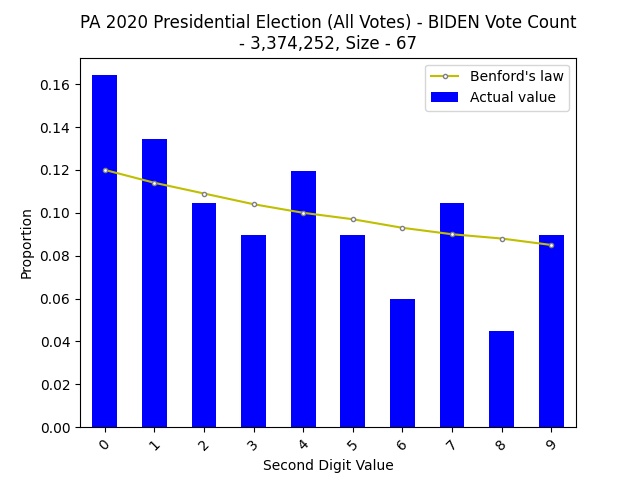 PA 2020 Presidential Election (All Votes) - BIDEN Vote Count
- 3,374,252, Size - 67
Benford's law
Actual value
0.16
0.14
0.12
0.10
0.08
0.06
0.04
0.02
0.00
Proportion
0 1 2 3 4 5 6 7 8 9
Second Digit Value